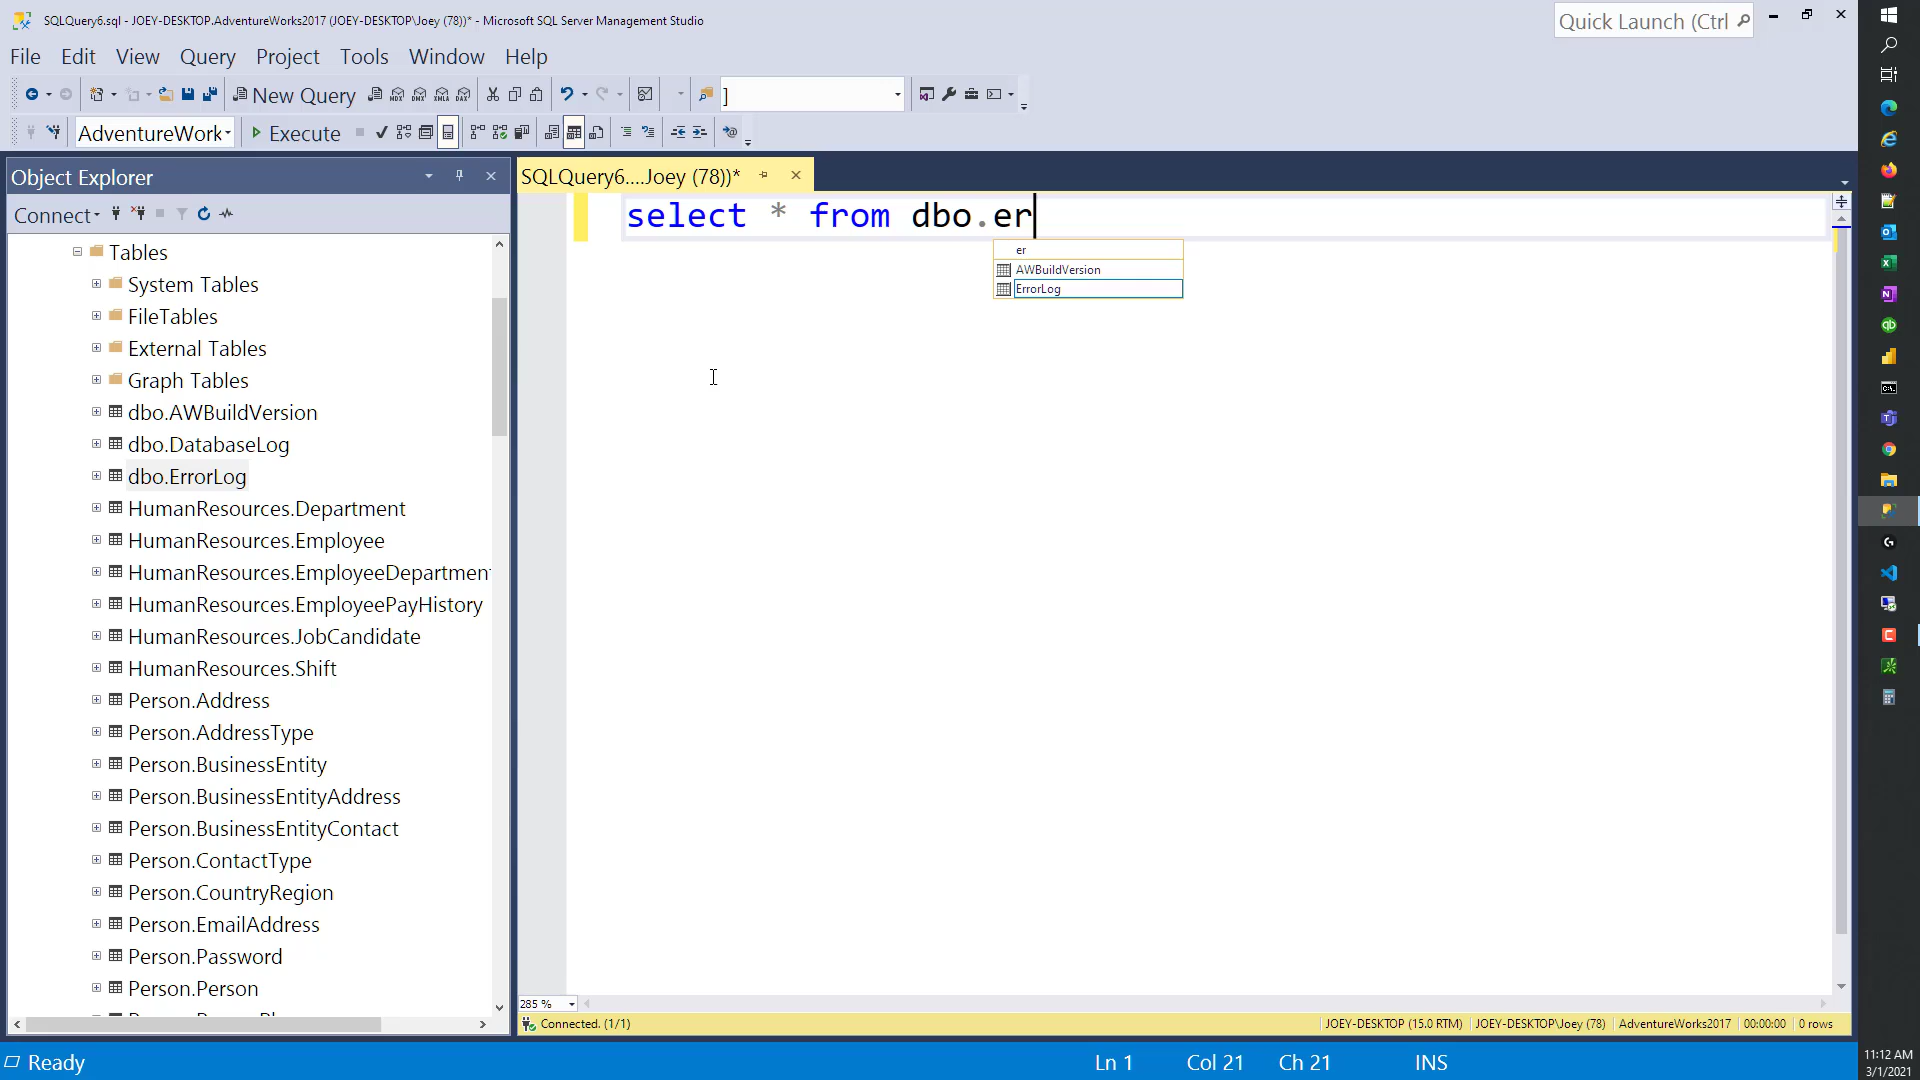 SQLQuery6.sql - JOEY-DESKTOP.AdventureWorks2017 (JOEY-DESKTOP\Joey (78))* - Microsoft SQL Server Management Studio
Quick Launch (Ctrl
File Edit View Query Project Tools Window Help
New Query
]
AdventureWork
Execute
Object Explorer
Connect
Tables
System Tables
FileTables
External Tables
Graph Tables
dbo.AWBuildVersion
dbo.DatabaseLog
dbo.ErrorLog
HumanResources.Department
HumanResources.Employee
HumanResources.EmployeeDepartmen
HumanResources.EmployeePayHistory
HumanResources.JobCandidate
HumanResources.Shift
Person.Address
Person.AddressType
Person.BusinessEntity
Person.BusinessEntityAddress
Person.BusinessEntityContact
Person.ContactType
Person.CountryRegion
Person.EmailAddress
Person.Password
Person.Person
SQLQuery6....Joey (78))*
select * from dbo.er
er
AWBuildVersion
ErrorLog
285 %
Connected. (1/1)
JOEY-DESKTOP (15.0 RTM) JOEY-DESKTOP\Joey (78) AdventureWorks2017 00:00:00 0 rows
Ready
Ln 1 Col 21 Ch 21 INS
11:12 AM
3/1/2021